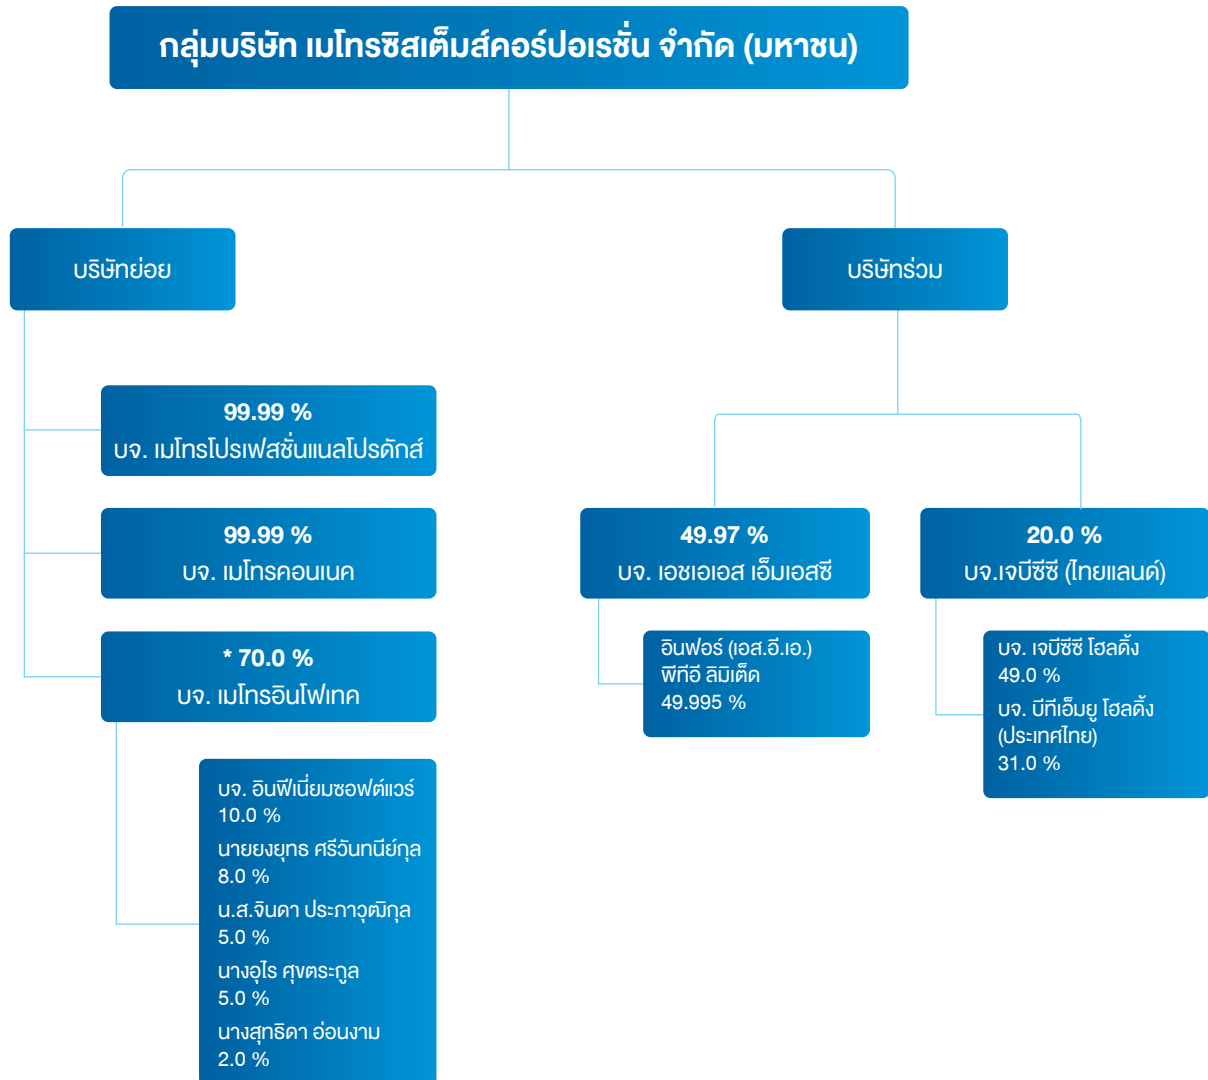 กลุ่มบริษัท เมโทรซิสเต็มส์คอร์ปอเรชั่น จำกัด (มหาชน)
บริษัทย่อย
บริษัทร่วม
99.99 %
บจ. เมโทรโปรเฟสชั่นแนลโปรดักส์
99.99 %
บจ. เมโทรคอนเนค
* 70.0 %
บจ. เมโทรอินโฟเทค
บจ. อินฟีเนี่ยมซอฟต์แวร์
10.0 %
นายยงยุทธ ศรีวันทนีย์กุล
8.0 %
น.ส.จินดา ประภาวุฒิกุล
5.0 %
นางอุไร ศุขตระกูล
5.0 %
นางสุทธิดา อ่อนงาม
2.0 %
49.97 %
บจ. เอชเอเอส เอ็มเอสซี
อินฟอร์ (เอส.อี.เอ.)
พีทีอี ลิมิเต็ด
49.995 %
20.0 %
บจ.เจบีซีซี (ไทยแลนด์)
บจ. เจบีซีซี โฮลดิ้ง
49.0 %
บจ. บีทีเอ็มยู โฮลดิ้ง
(ประเทศไทย)
31.0 %